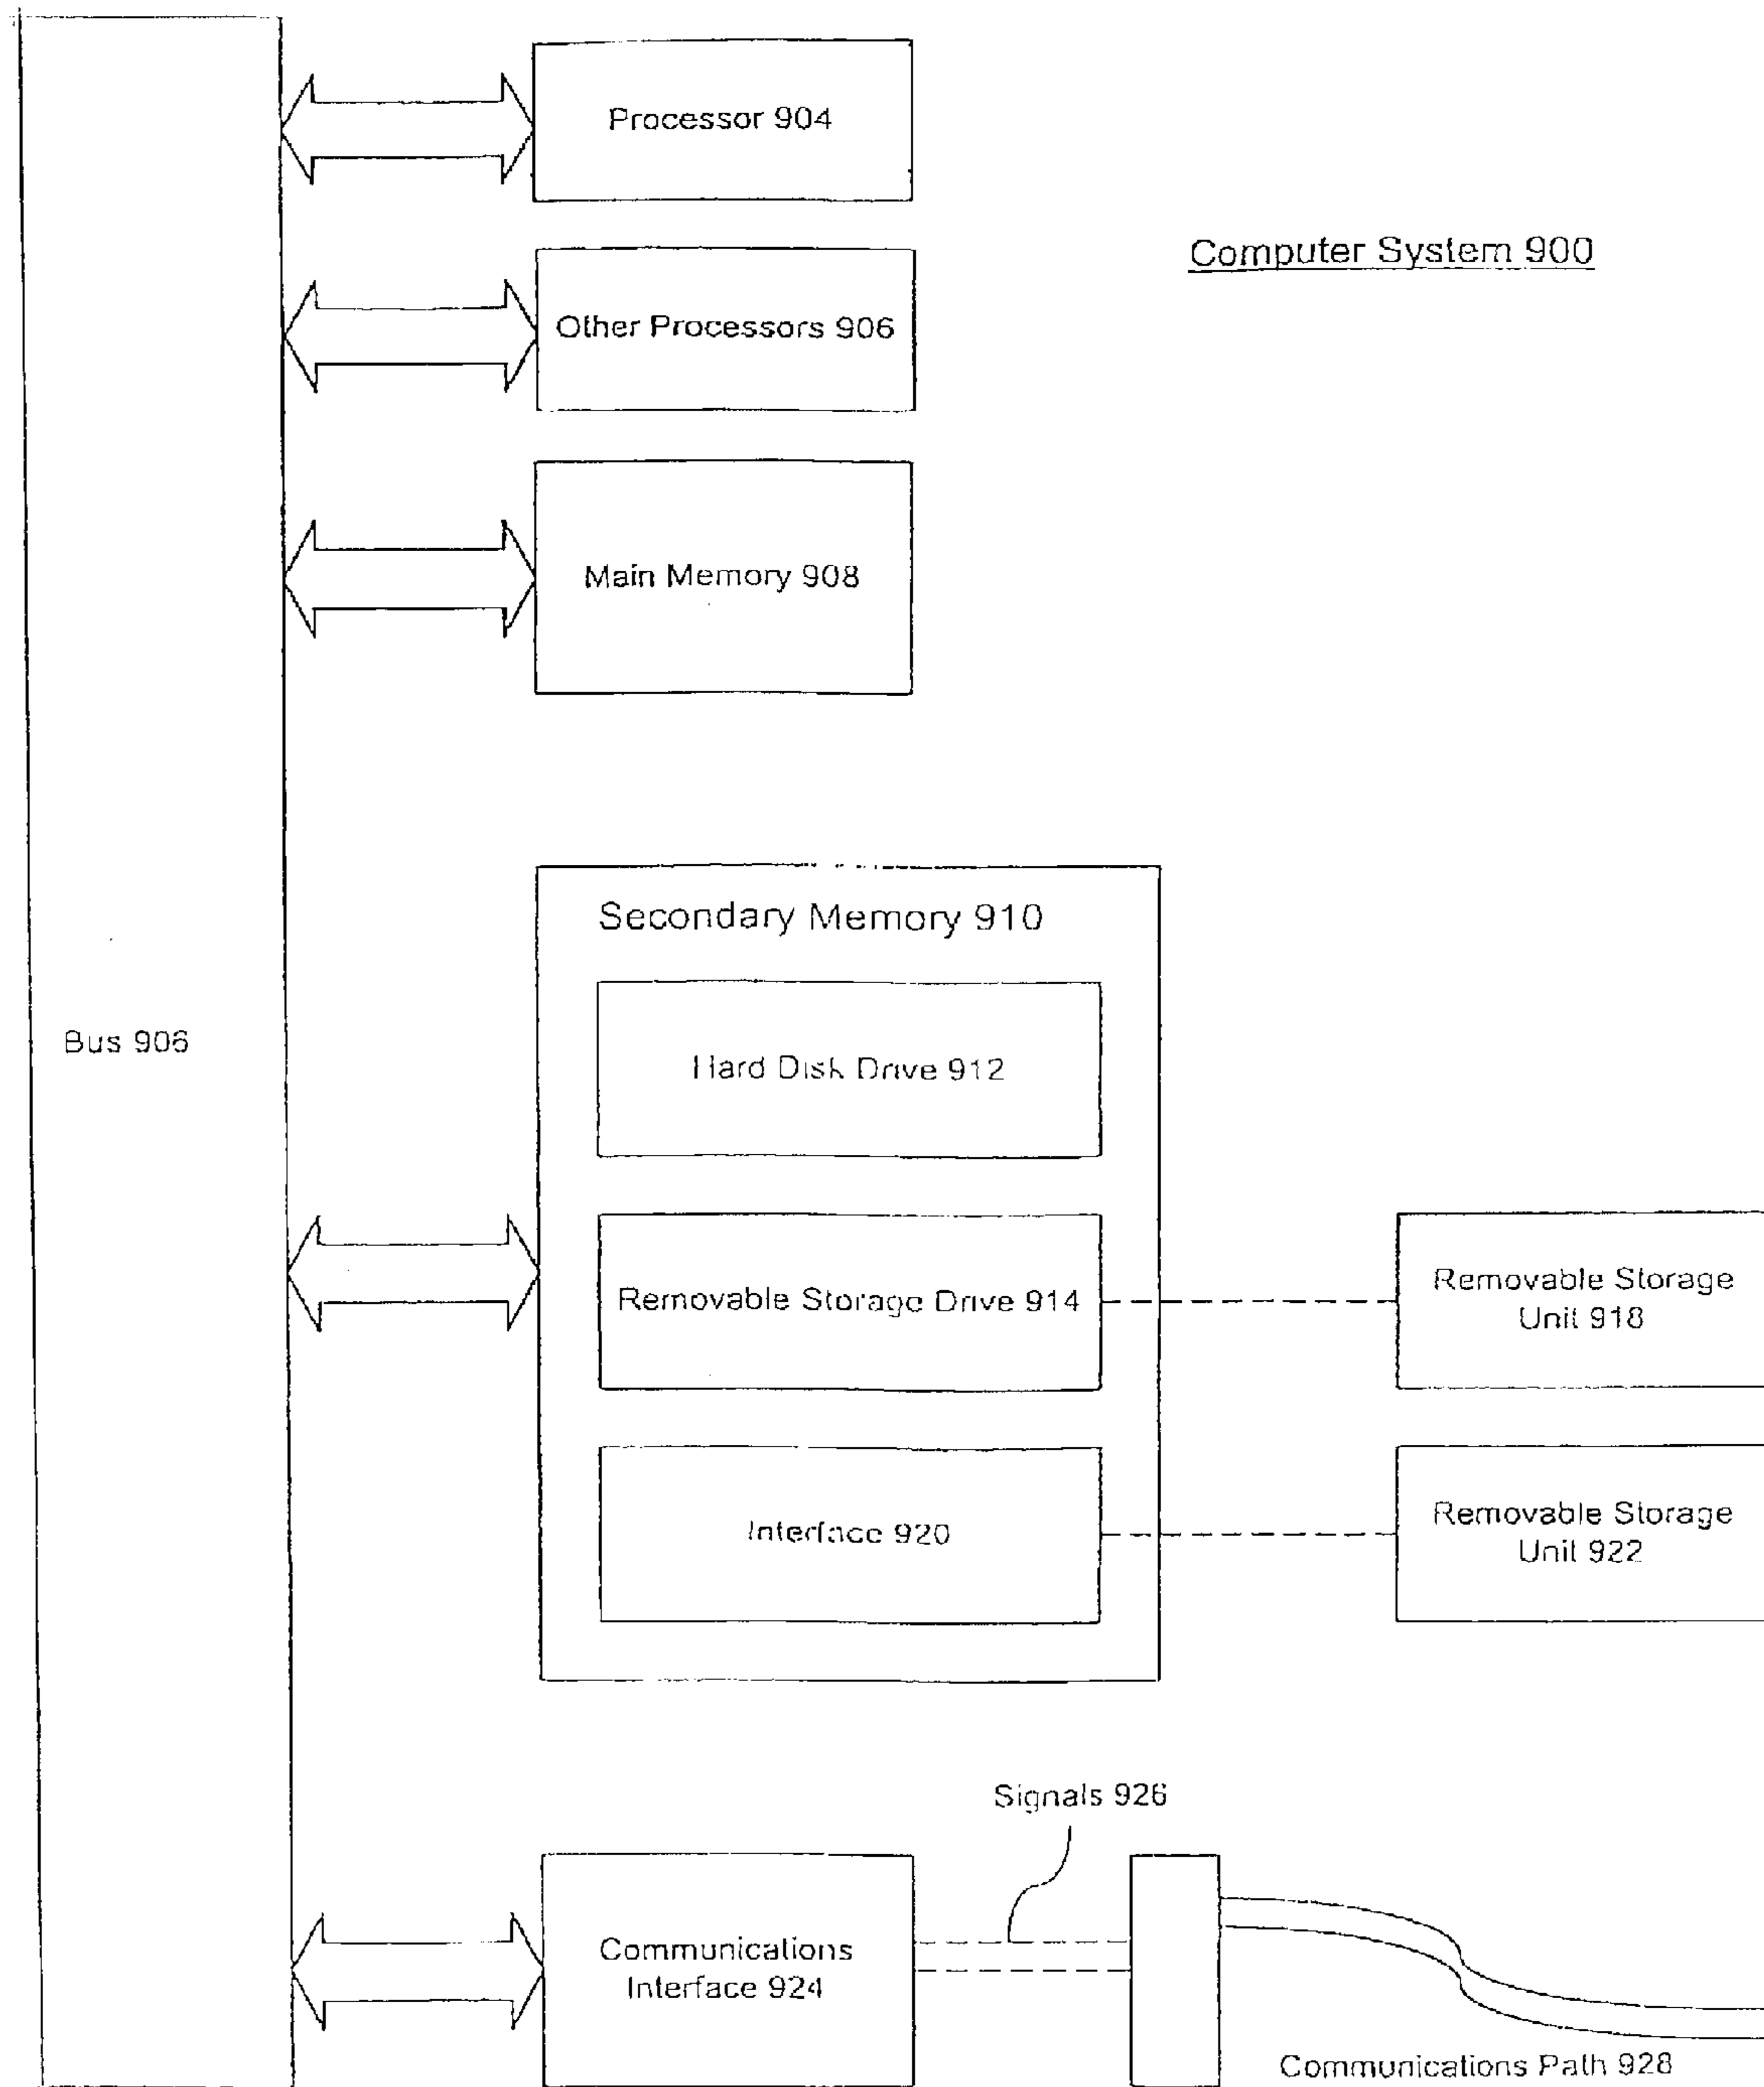 Processor 904
Computer System 900
Other Processors 906
Main Memory 908
Secondary Memory 910
Bus 906
Hard Disk Drive 912
Removable Storage Drive 914
Removable Storage
Unit 918
Interface 920
Removable Storage
Unit 922
Signals 926
Communications
Interface 924
Communications Path 928